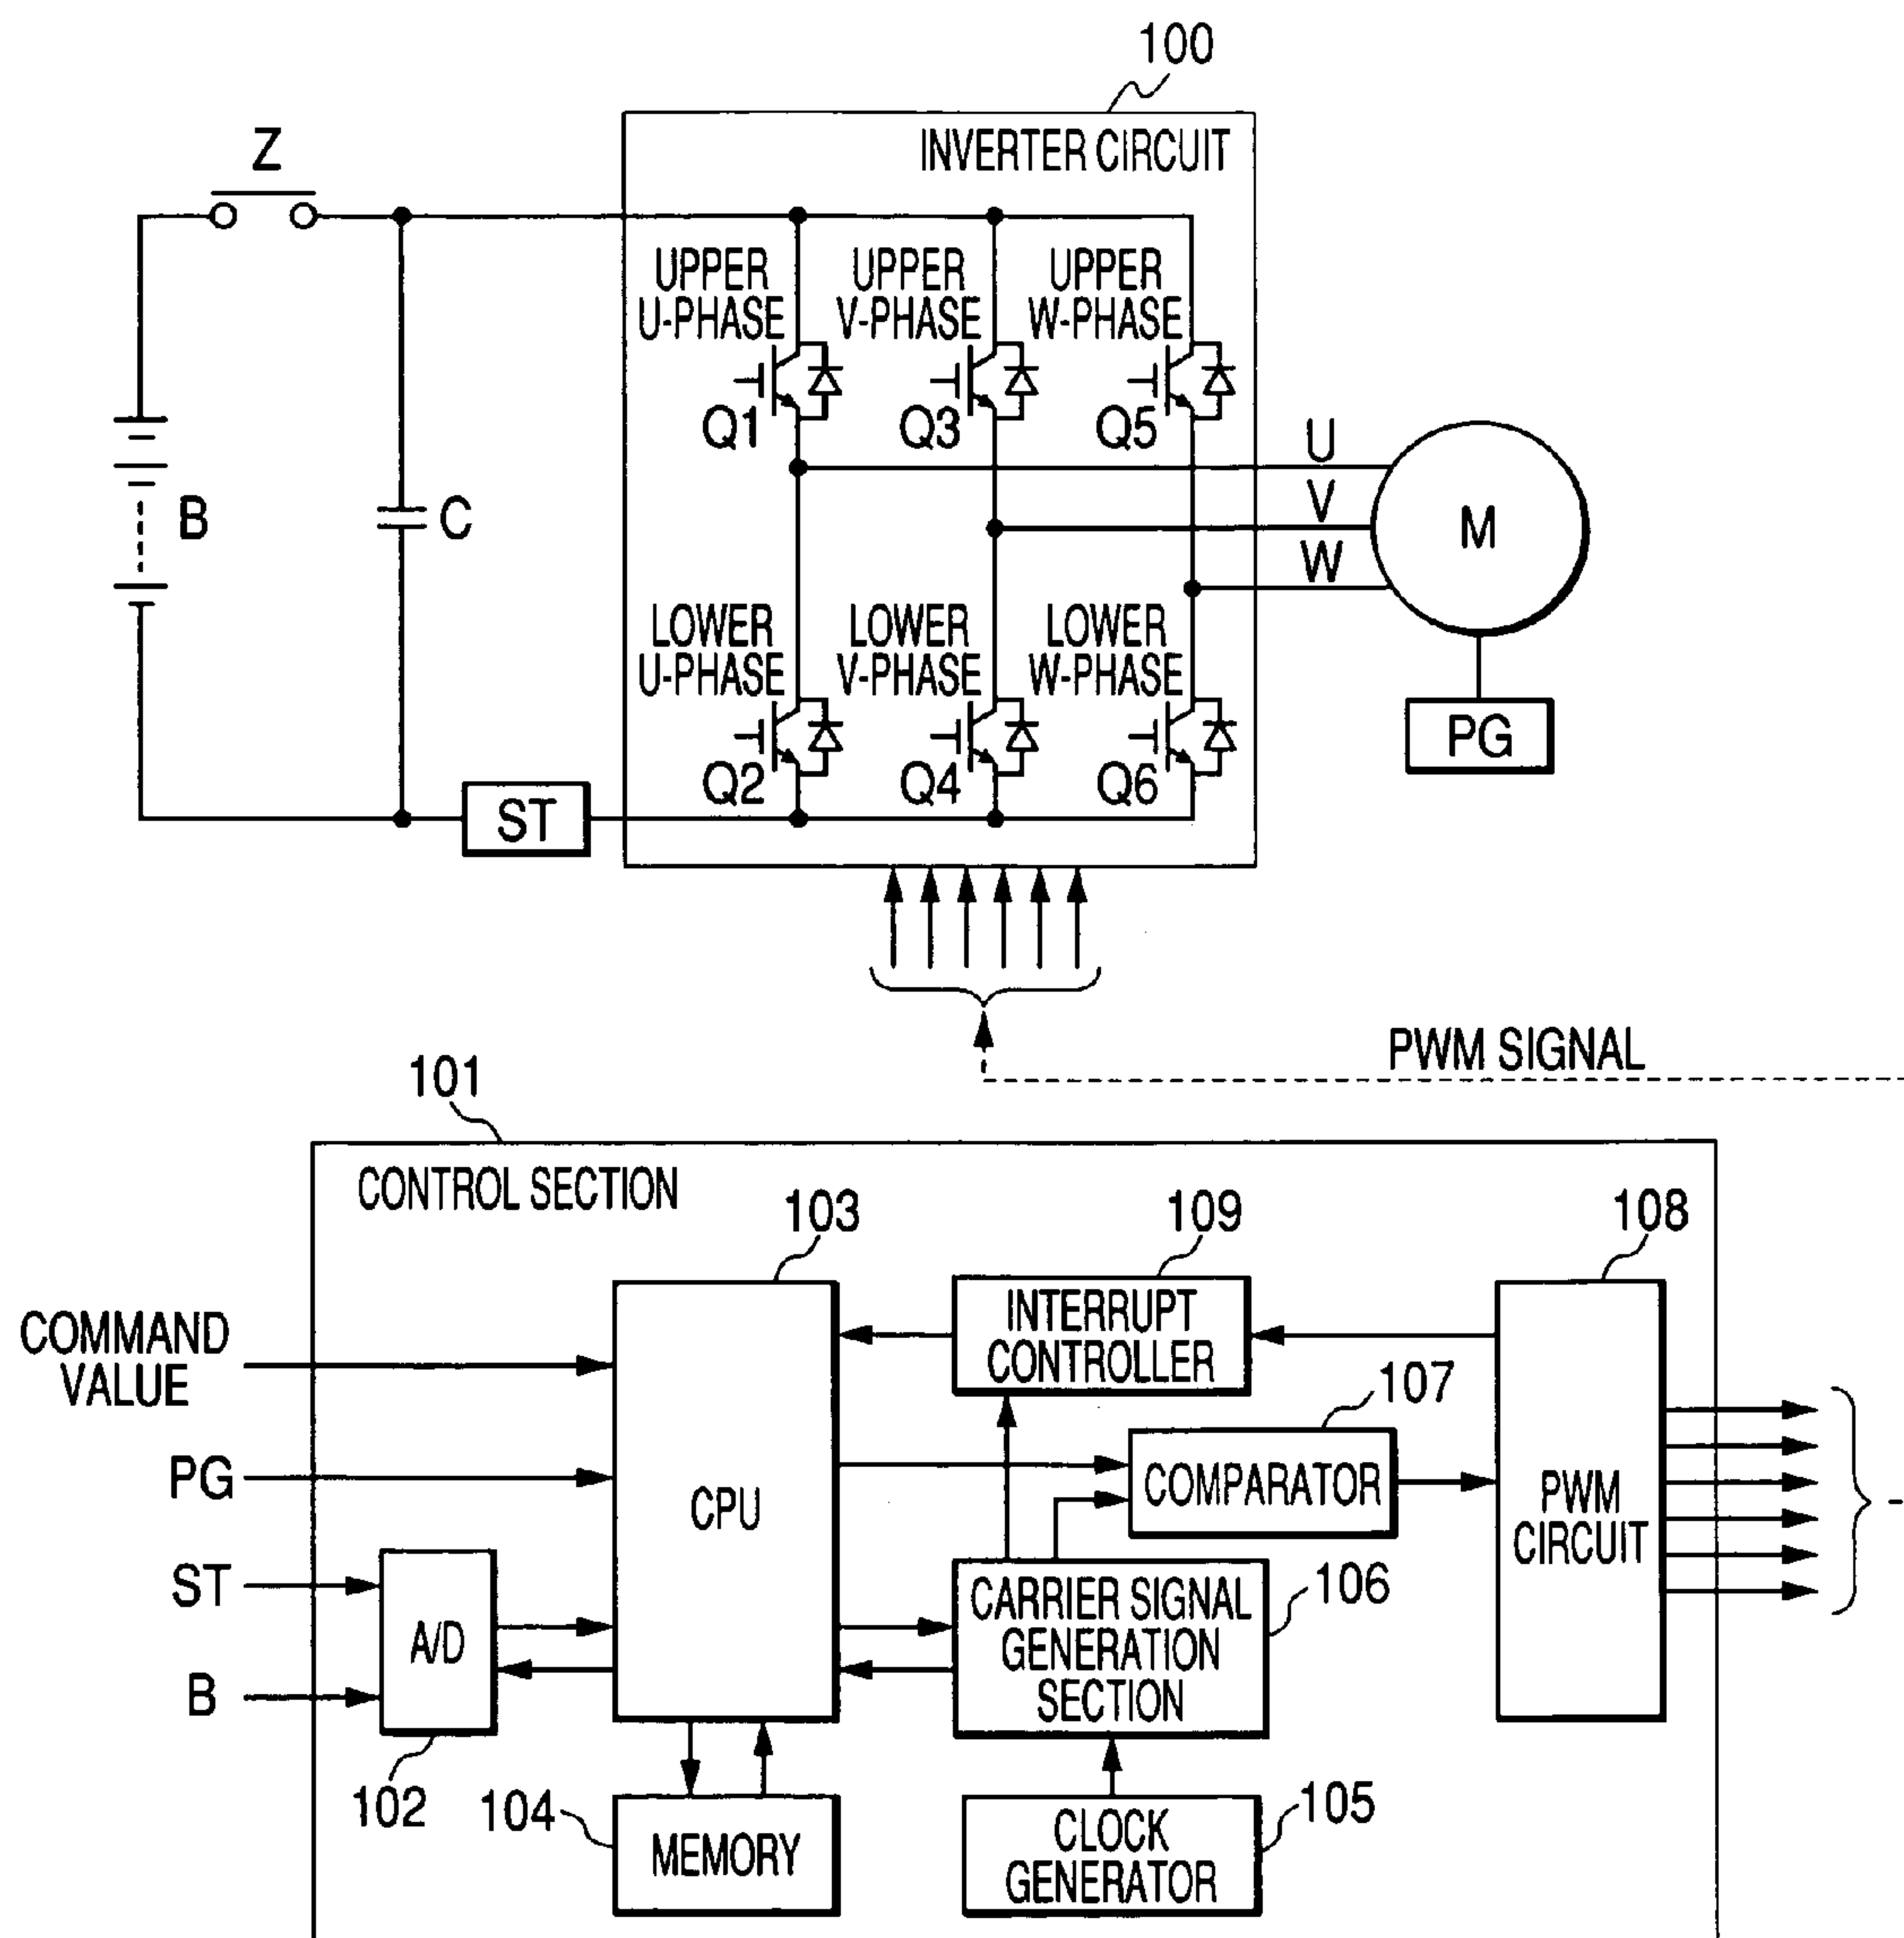 100
INVERTER CIRCUIT
Z
UPPER
U-PHASE
UPPER
V-PHASE
UPPER
W-PHASE
Q1
Q3
Q5
U
V
W
M
B
C
LOWER
U-PHASE
LOWER
V-PHASE
LOWER
W-PHASE
Q2
Q4
Q6
PG
ST
PWM SIGNAL
101
CONTROL SECTION
103
109
108
COMMAND
VALUE
INTERRUPT
CONTROLLER
107
PG
CPU
COMPARATOR
PWM
CIRCUIT
ST
A/D
CARRIER SIGNAL
GENERATION
SECTION
106
B
102
104
MEMORY
CLOCK
GENERATOR
105